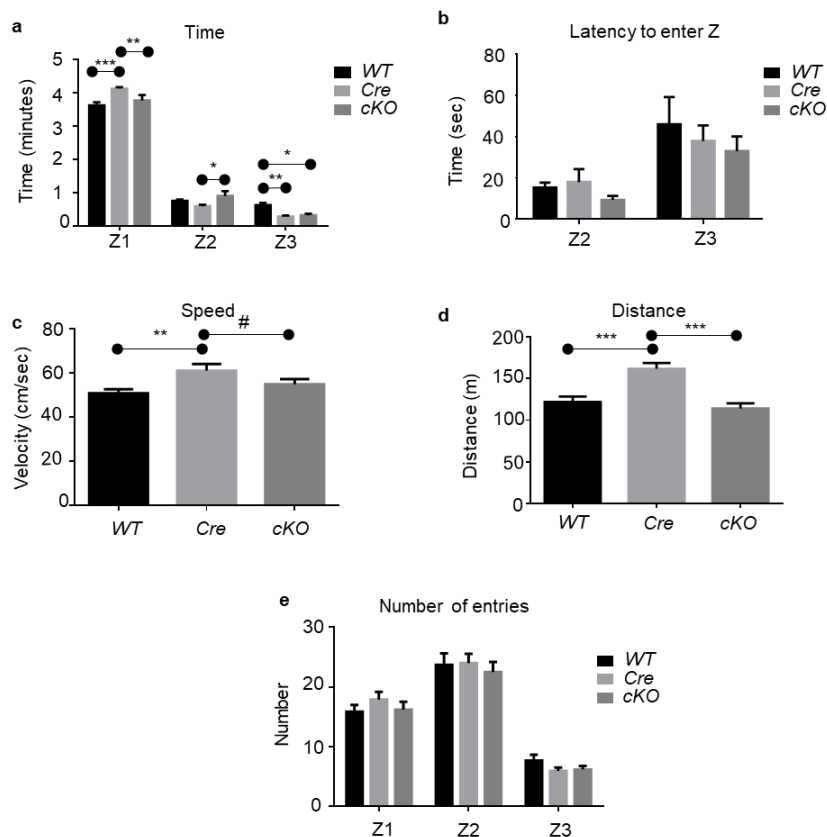 a
Time
Time (minutes)
5
4
3
2
1
0
***
**
*
**
*
Z1
Z2
Z3
WT
Cre
cKO
b
Latency to enter Z
Time (sec)
80
60
40
20
0
Z2
Z3
WT
Cre
cKO
c
Speed
Velocity (cm/sec)
80
60
40
20
0
**
#
WT
Cre
cKO
d
Distance
Distance (m)
200
150
100
50
0
***
***
WT
Cre
cKO
e
Number of entries
Number
30
20
10
0
Z1
Z2
Z3
WT
Cre
cKO